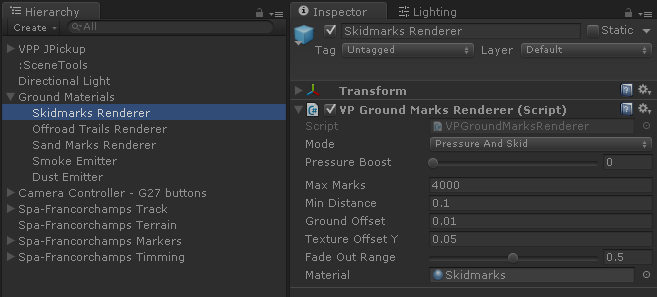 Hierarchy
Create
All
VPP JPickup
:SceneTools
Directional Light
Ground Materials
Skidmarks Renderer
Offroad Trails Renderer
Sand Marks Renderer
Smoke Emitter
Dust Emitter
Camera Controller - G27 buttons
Spa-Francorchamps Track
Spa-Francorchamps Terrain
Spa-Francorchamps Markers
Spa-Francorchamps Timming
Inspector Lighting
Skidmarks Renderer Static
Tag Untagged Layer Default
Transform
VP Ground Marks Renderer (Script)
Script VPGroundMarksRenderer
Mode Pressure And Skid
Pressure Boost 0
Max Marks 4000
Min Distance 0.1
Ground Offset 0.01
Texture Offset Y 0.05
Fade Out Range 0.5
Material Skidmarks